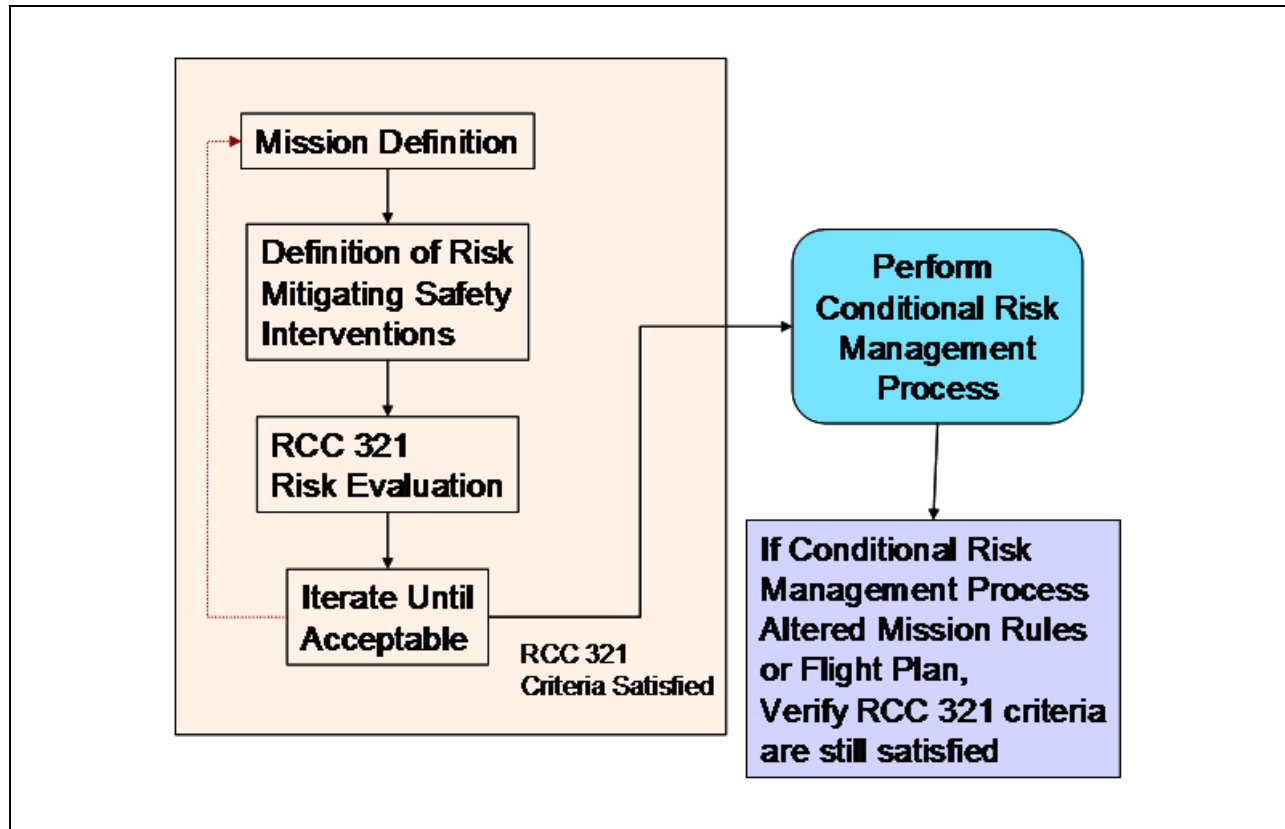 Mission Definition
Definition of Risk
Mitigating Safety
Interventions
RCC 321
Risk Evaluation
Iterate Until
Acceptable
RCC 321
Criteria Satisfied
Perform
Conditional Risk
Management
Process
If Conditional Risk
Management Process
Altered Mission Rules
or Flight Plan,
Verify RCC 321 criteria
are still satisfied